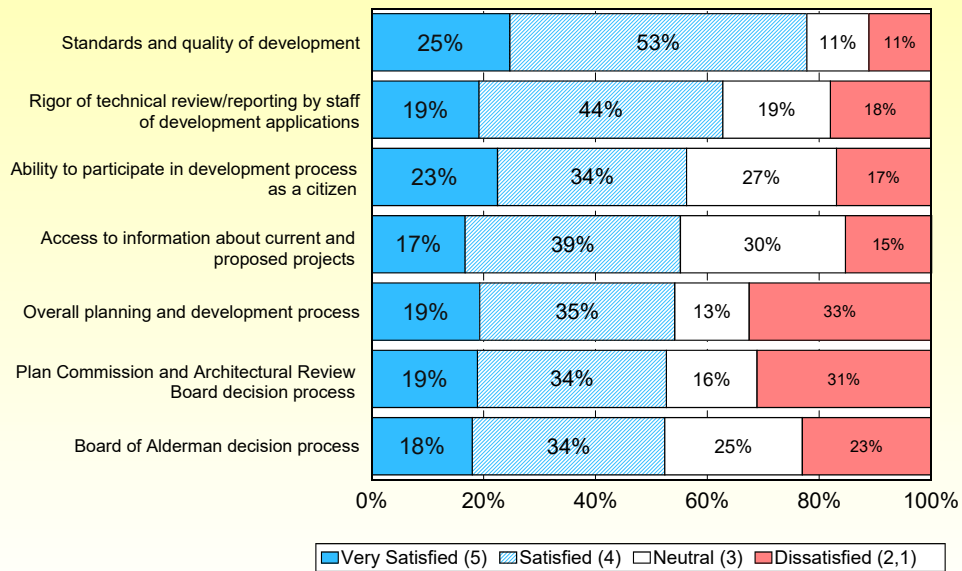 Standards and quality of development
25% 53% 11% 11%
Rigor of technical review/reporting by staff
of development applications
19% 44% 19% 18%
Ability to participate in development process
as a citizen
23% 34% 27% 17%
Access to information about current and
proposed projects
17% 39% 30% 15%
Overall planning and development process
19% 35% 13% 33%
Plan Commission and Architectural Review
Board decision process
19% 34% 16% 31%
Board of Alderman decision process
18% 34% 25% 23%
0% 20% 40% 60% 80% 100%
Very Satisfied (5) Satisfied (4) Neutral (3) Dissatisfied (2,1)